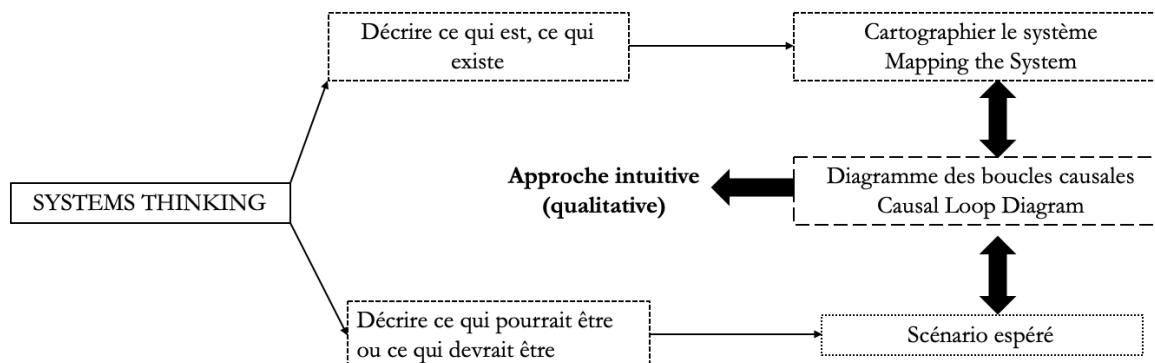 Décrire ce qui est, ce qui
existe
Cartographier le système
Mapping the System
SYSTEMS THINKING
Approche intuitive
(qualitative)
Diagramme des boucles causales
Causal Loop Diagram
Décrire ce qui pourrait être
ou ce qui devrait être
Scénario espéré